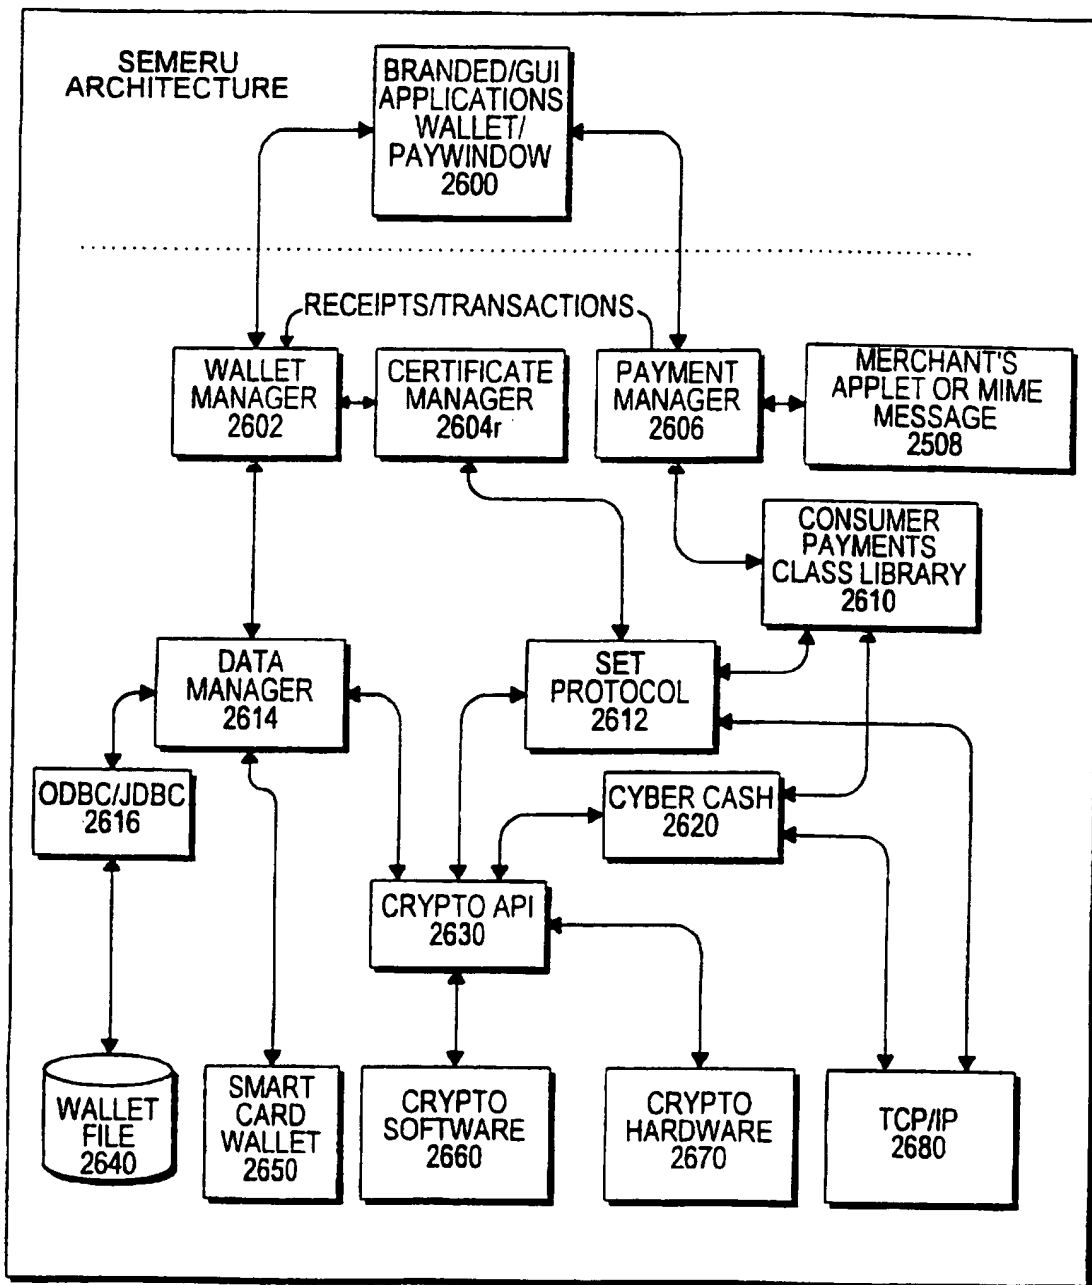 SEMERU
ARCHITECTURE
BRANDED/GUI
APPLICATIONS
WALLET/
PAYWINDOW
2600
RECEIPTS/TRANSACTIONS
WALLET
MANAGER
2602
CERTIFICATE
MANAGER
2604r
PAYMENT
MANAGER
2606
MERCHANT'S
APPLET OR MIME
MESSAGE
2508
CONSUMER
PAYMENTS
CLASS LIBRARY
2610
DATA
MANAGER
2614
SET
PROTOCOL
2612
ODBC/JDBC
2616
CYBER CASH
2620
CRYPTO API
2630
WALLET
FILE
2640
SMART
CARD
WALLET
2650
CRYPTO
SOFTWARE
2660
CRYPTO
HARDWARE
2670
TCP/IP
2680